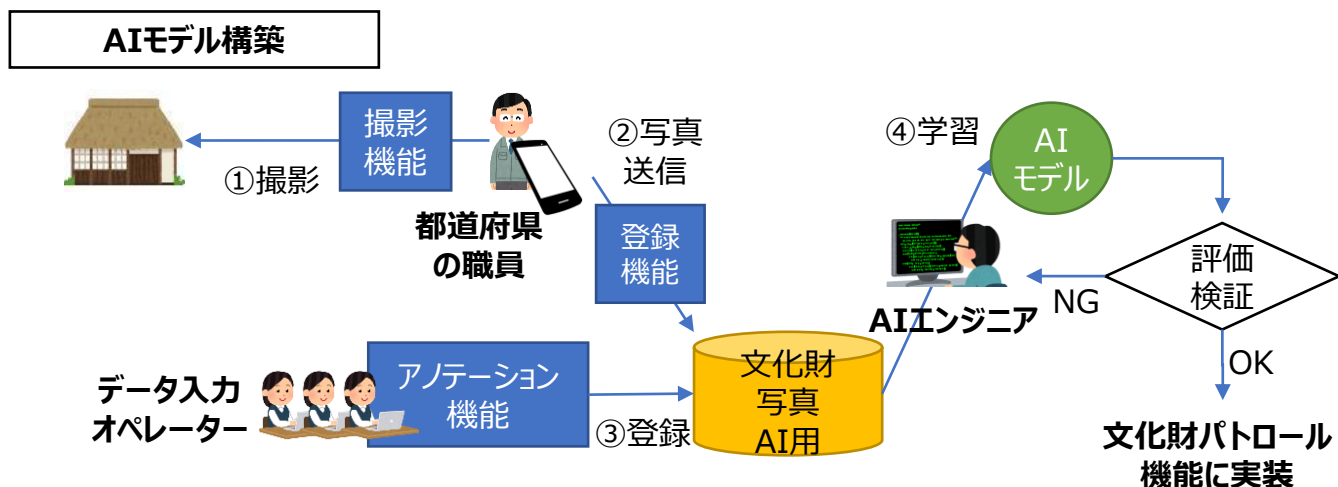 AIモデル構築
撮影
機能
①撮影
都道府県
の職員
②写真
送信
登録
機能
データ入力
オペレーター
アノテーション
機能
③登録
文化財
写真
AI用
④学習
AI
モデル
AIエンジニア
評価
検証
NG
OK
文化財パトロール
機能に実装